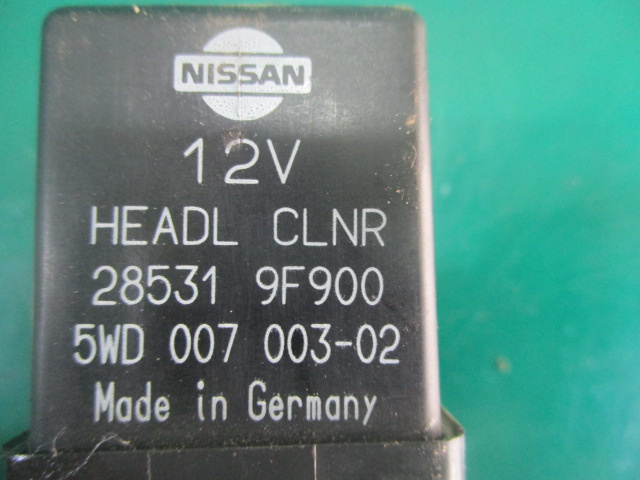 NISSAN
12V
HEADL CLNR
28531 9F900
5WD 007 003-02
Made in Germany